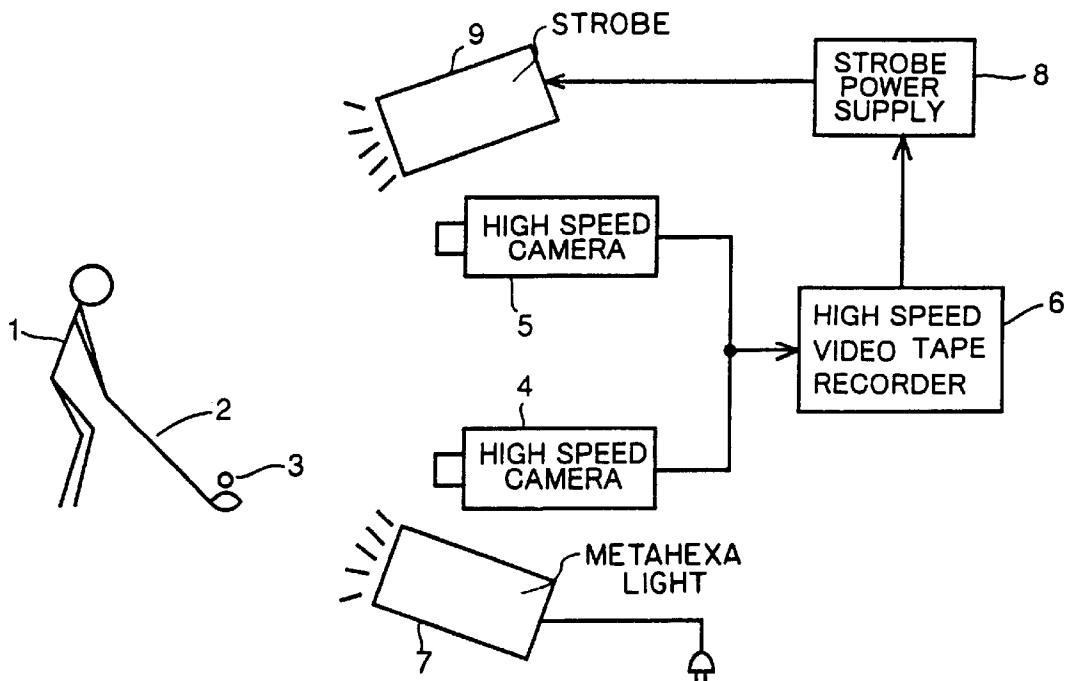 9
STROBE
STROBE
POWER
SUPPLY
8
HIGH SPEED
CAMERA
5
1
2
3
HIGH SPEED
VIDEO TAPE
RECORDER
6
4
HIGH SPEED
CAMERA
METAHEXA
LIGHT
7